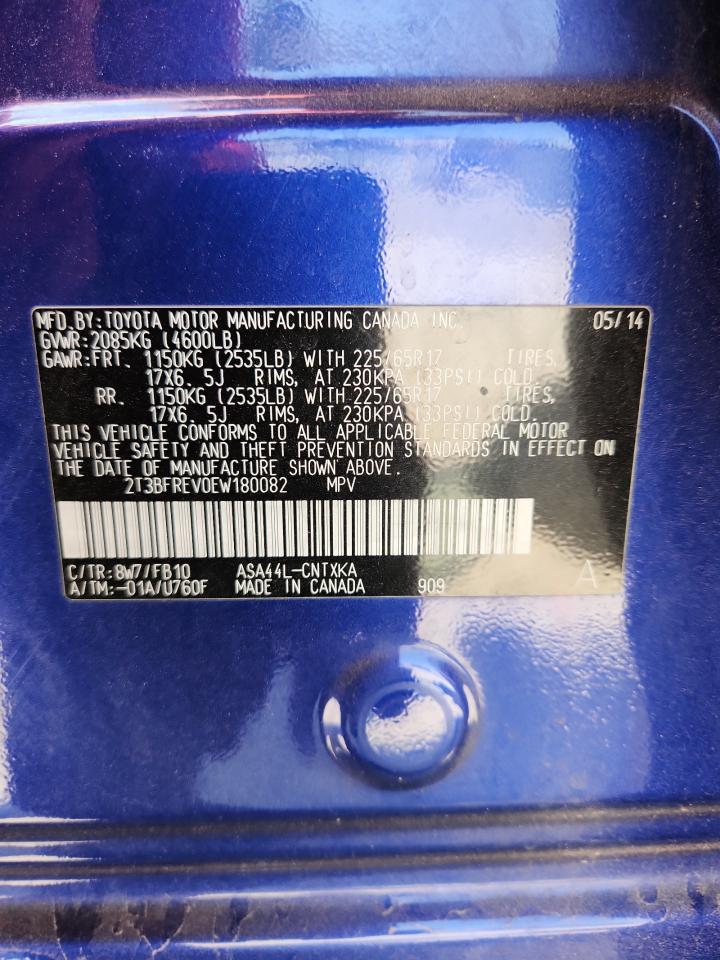 MFD.BY:TOYOTA MOTOR MANUFACTURING CANADA INC. 05/14
GVWR:2085KG (4600LB)
GAWR:FRT. 1150KG (2535LB) WITH 225/65R17 TIRES,
17X6.5J RIMS, AT 230KPA (33PSI) COLD.
RR. 1150KG (2535LB) WITH 225/65R17 TIRES,
17X6.5J RIMS, AT 230KPA (33PSI) COLD.
THIS VEHICLE CONFORMS TO ALL APPLICABLE FEDERAL MOTOR
VEHICLE SAFETY AND THEFT PREVENTION STANDARDS IN EFFECT ON
THE DATE OF MANUFACTURE SHOWN ABOVE.
2T3BFREV0EW180082 MPV
C/TR:8W7/FB10 ASA44L-CNTXKA
A/TM:-01A/U760F MADE IN CANADA 909 A